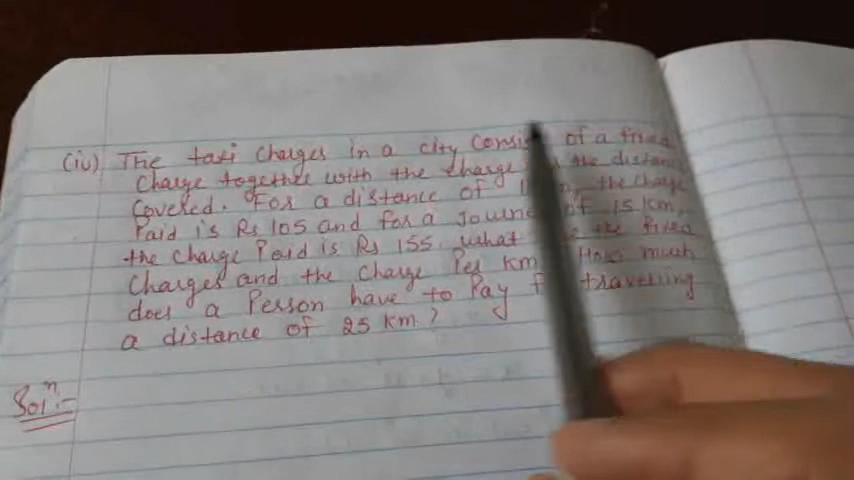 (iv) The taxi charges in a city consis of a fixed
charge together with the charge the distance
covered. For a distance of the charge
Paid is Rs 105 and for a Journ of 15 Km,
the charge Paid is Rs 155. what the fixed
charges and the charge Per Km How much
does a Person have to Pay f travelling
a distance of 25 Km?
Solⁿ:-